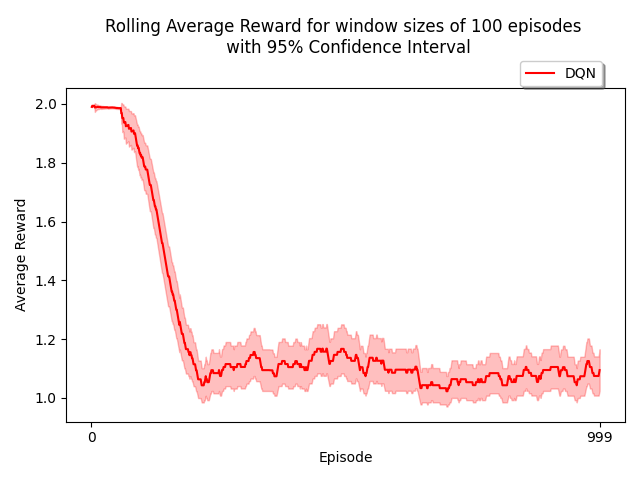 Rolling Average Reward for window sizes of 100 episodes
with 95% Confidence Interval
DQN
2.0
1.8
1.6
1.4
1.2
1.0
Average Reward
0
999
Episode